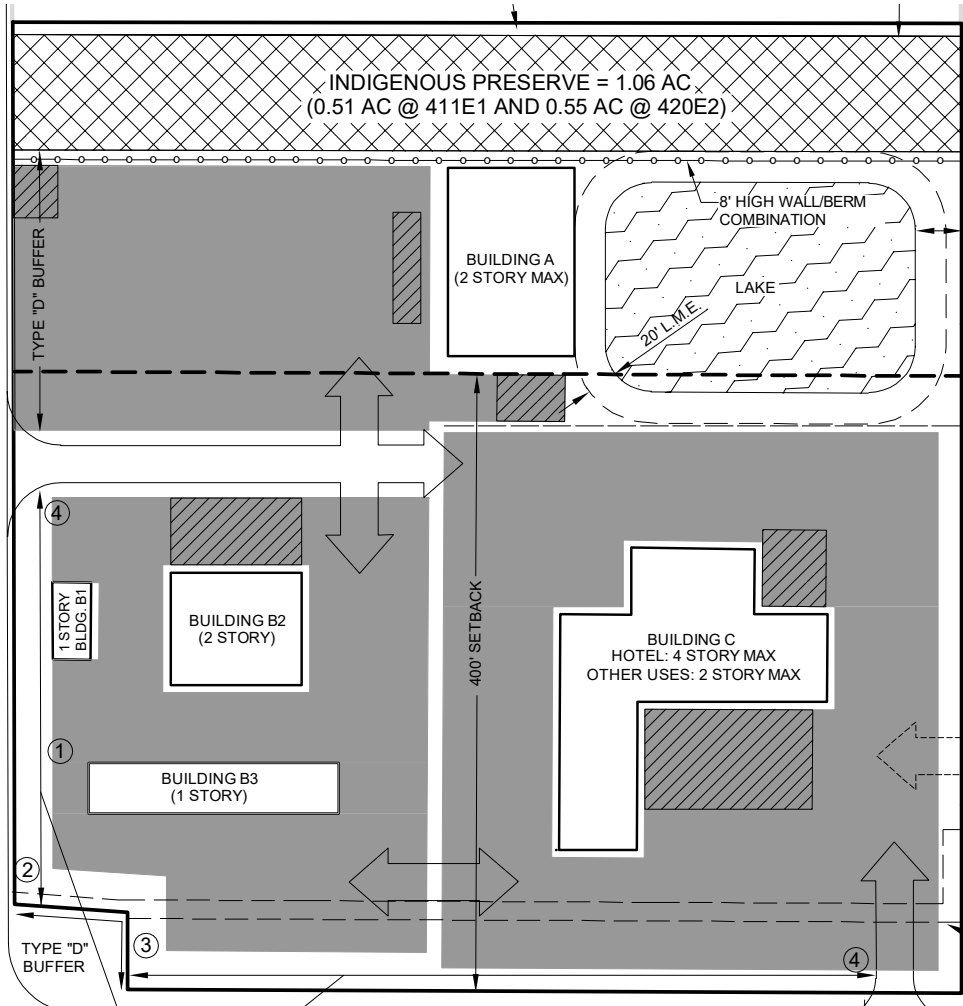 INDIGENOUS PRESERVE = 1.06 AC
(0.51 AC @ 411E1 AND 0.55 AC @ 420E2)
8' HIGH WALL/BERM
COMBINATION
TYPE "D" BUFFER
BUILDING A
(2 STORY MAX)
LAKE
20' L.M.E.
4
1 STORY
BLDG. B1
BUILDING B2
(2 STORY)
400' SETBACK
BUILDING C
HOTEL: 4 STORY MAX
OTHER USES: 2 STORY MAX
1
BUILDING B3
(1 STORY)
2
TYPE "D"
BUFFER
3
4